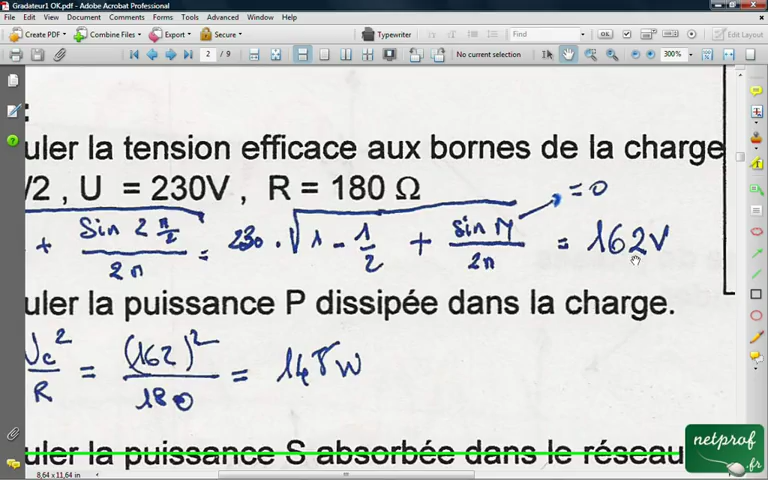 Gradateur1 OK.pdf - Adobe Acrobat Professional
File Edit View Document Comments Forms Tools Advanced Window Help
Create PDF Combine Files Export Secure Typewriter Find Edit Layout
2 / 9 No current selection 300%
:
uler la tension efficace aux bornes de la charge
/2 , U = 230V , R = 180 Ω
+ Sin 2 π/2 / 2π = 230 . √1 - 1/2 + sin π / 2π = 162V
= 0
uler la puissance P dissipée dans la charge.
Uc² / R = (162)² / 180 = 145 W
uler la puissance S absorbée dans le réseau
8,64 x 11,64 in
netprof
.fr